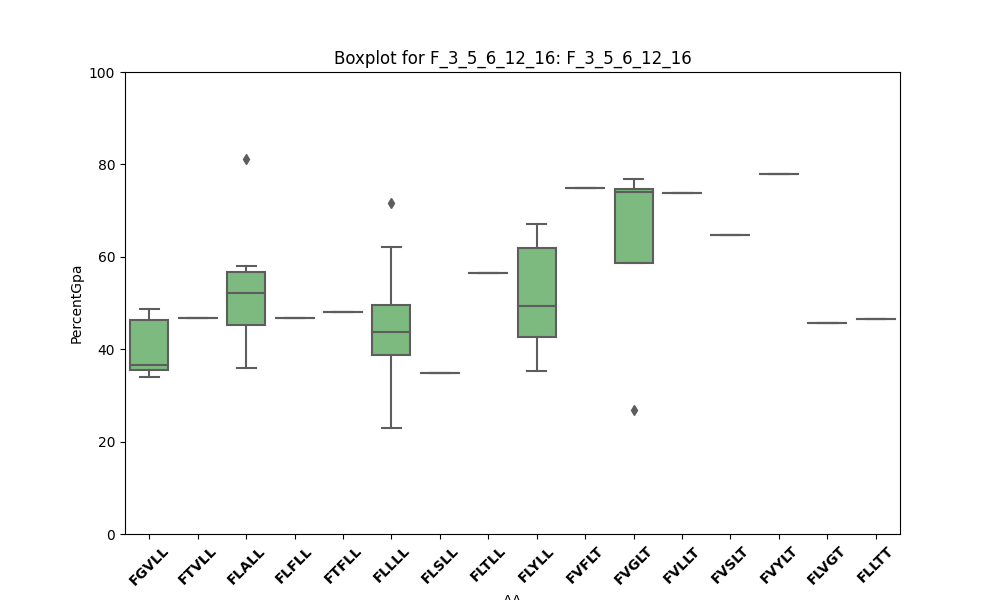 Boxplot for F_3_5_6_12_16: F_3_5_6_12_16
100
80
60
40
20
0
PercentGpa
FGVLL
FTVLL
FLALL
FLFLL
FTFLL
FLLLL
FLSLL
FLTLL
FLYLL
FVFLT
FVGLT
FVLLT
FVSLT
FVYLT
FLVGT
FLLTT
AA